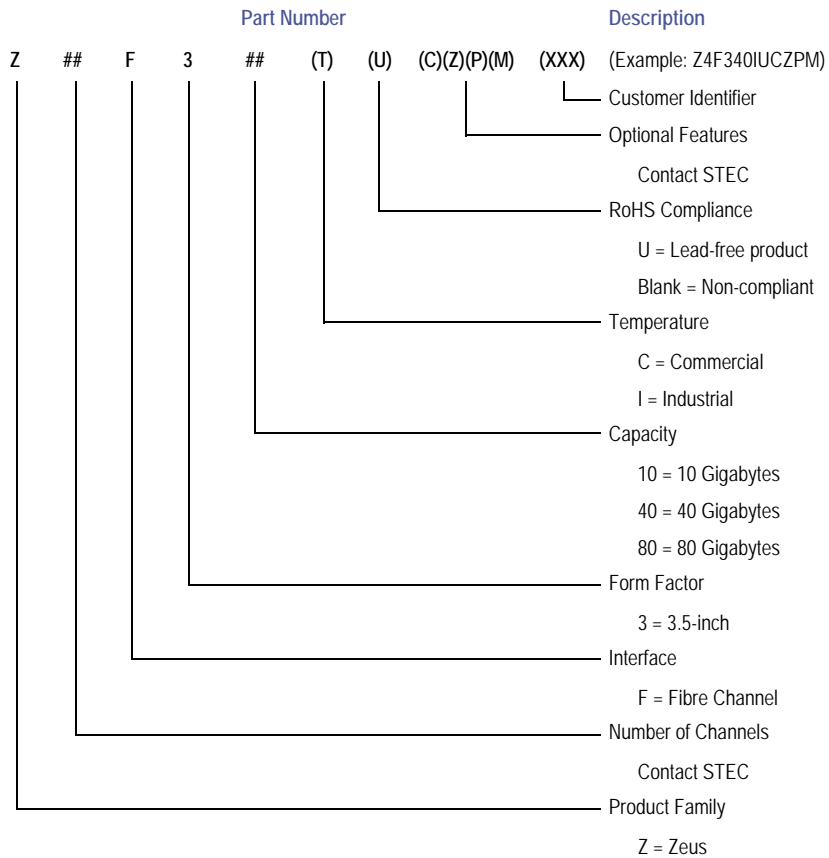 Part Number Description
Z ## F 3 ## (T) (U) (C)(Z)(P)(M) (XXX) (Example: Z4F340IUCZPM)
Customer Identifier
Optional Features
Contact STEC
RoHS Compliance
U = Lead-free product
Blank = Non-compliant
Temperature
C = Commercial
I = Industrial
Capacity
10 = 10 Gigabytes
40 = 40 Gigabytes
80 = 80 Gigabytes
Form Factor
3 = 3.5-inch
Interface
F = Fibre Channel
Number of Channels
Contact STEC
Product Family
Z = Zeus